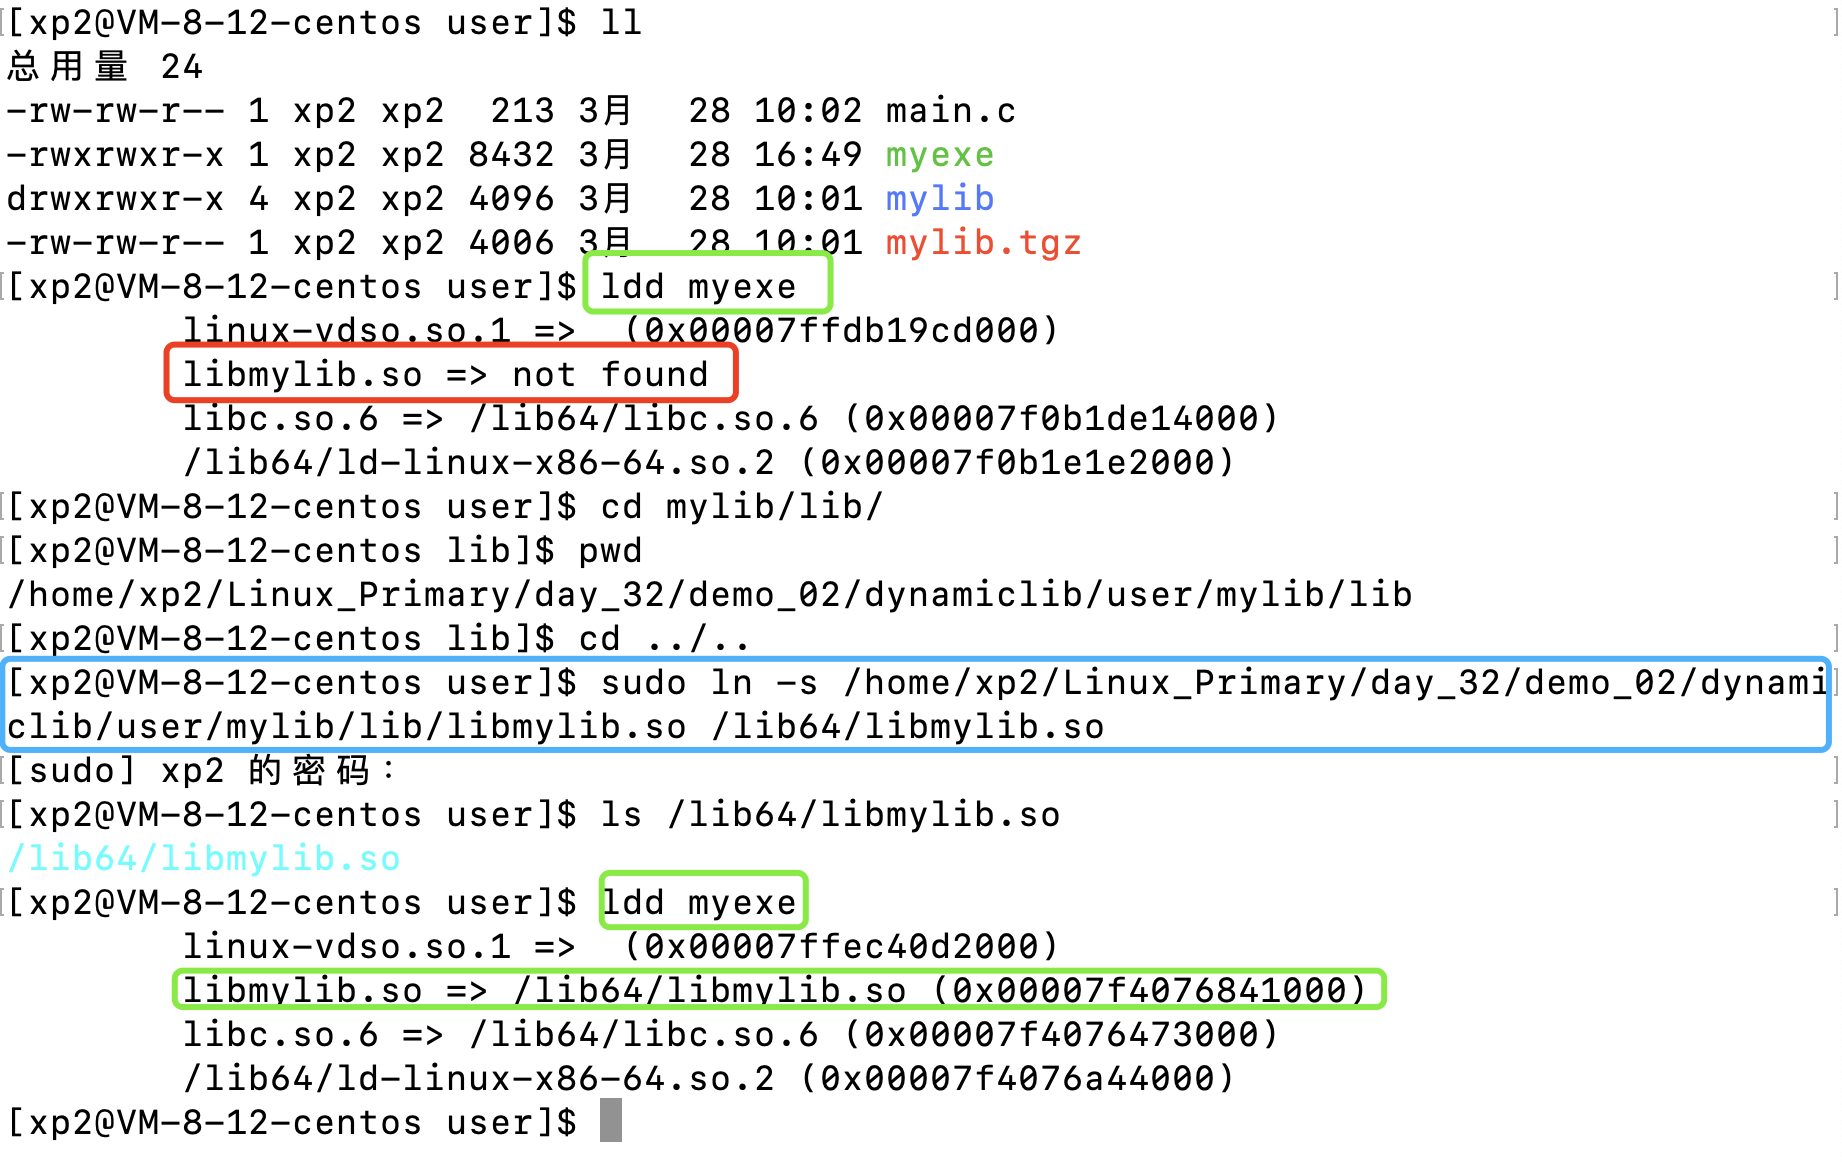 [xp2@VM-8-12-centos user]$ ll
总用量 24
-rw-rw-r-- 1 xp2 xp2  213 3月  28 10:02 main.c
-rwxrwxr-x 1 xp2 xp2 8432 3月  28 16:49 myexe
drwxrwxr-x 4 xp2 xp2 4096 3月  28 10:01 mylib
-rw-rw-r-- 1 xp2 xp2 4006 3月  28 10:01 mylib.tgz
[xp2@VM-8-12-centos user]$ ldd myexe
        linux-vdso.so.1 =>  (0x00007ffdb19cd000)
        libmylib.so => not found
        libc.so.6 => /lib64/libc.so.6 (0x00007f0b1de14000)
        /lib64/ld-linux-x86-64.so.2 (0x00007f0b1e1e2000)
[xp2@VM-8-12-centos user]$ cd mylib/lib/
[xp2@VM-8-12-centos lib]$ pwd
/home/xp2/Linux_Primary/day_32/demo_02/dynamiclib/user/mylib/lib
[xp2@VM-8-12-centos lib]$ cd ../..
[xp2@VM-8-12-centos user]$ sudo ln -s /home/xp2/Linux_Primary/day_32/demo_02/dynami
clib/user/mylib/lib/libmylib.so /lib64/libmylib.so
[sudo] xp2 的密码：
[xp2@VM-8-12-centos user]$ ls /lib64/libmylib.so
/lib64/libmylib.so
[xp2@VM-8-12-centos user]$ ldd myexe
        linux-vdso.so.1 =>  (0x00007ffec40d2000)
        libmylib.so => /lib64/libmylib.so (0x00007f4076841000)
        libc.so.6 => /lib64/libc.so.6 (0x00007f4076473000)
        /lib64/ld-linux-x86-64.so.2 (0x00007f4076a44000)
[xp2@VM-8-12-centos user]$